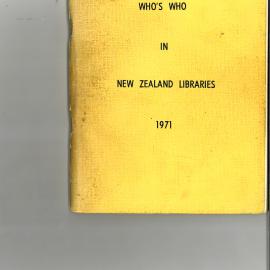 WHO'S WHO
IN
NEW ZEALAND LIBRARIES
1971